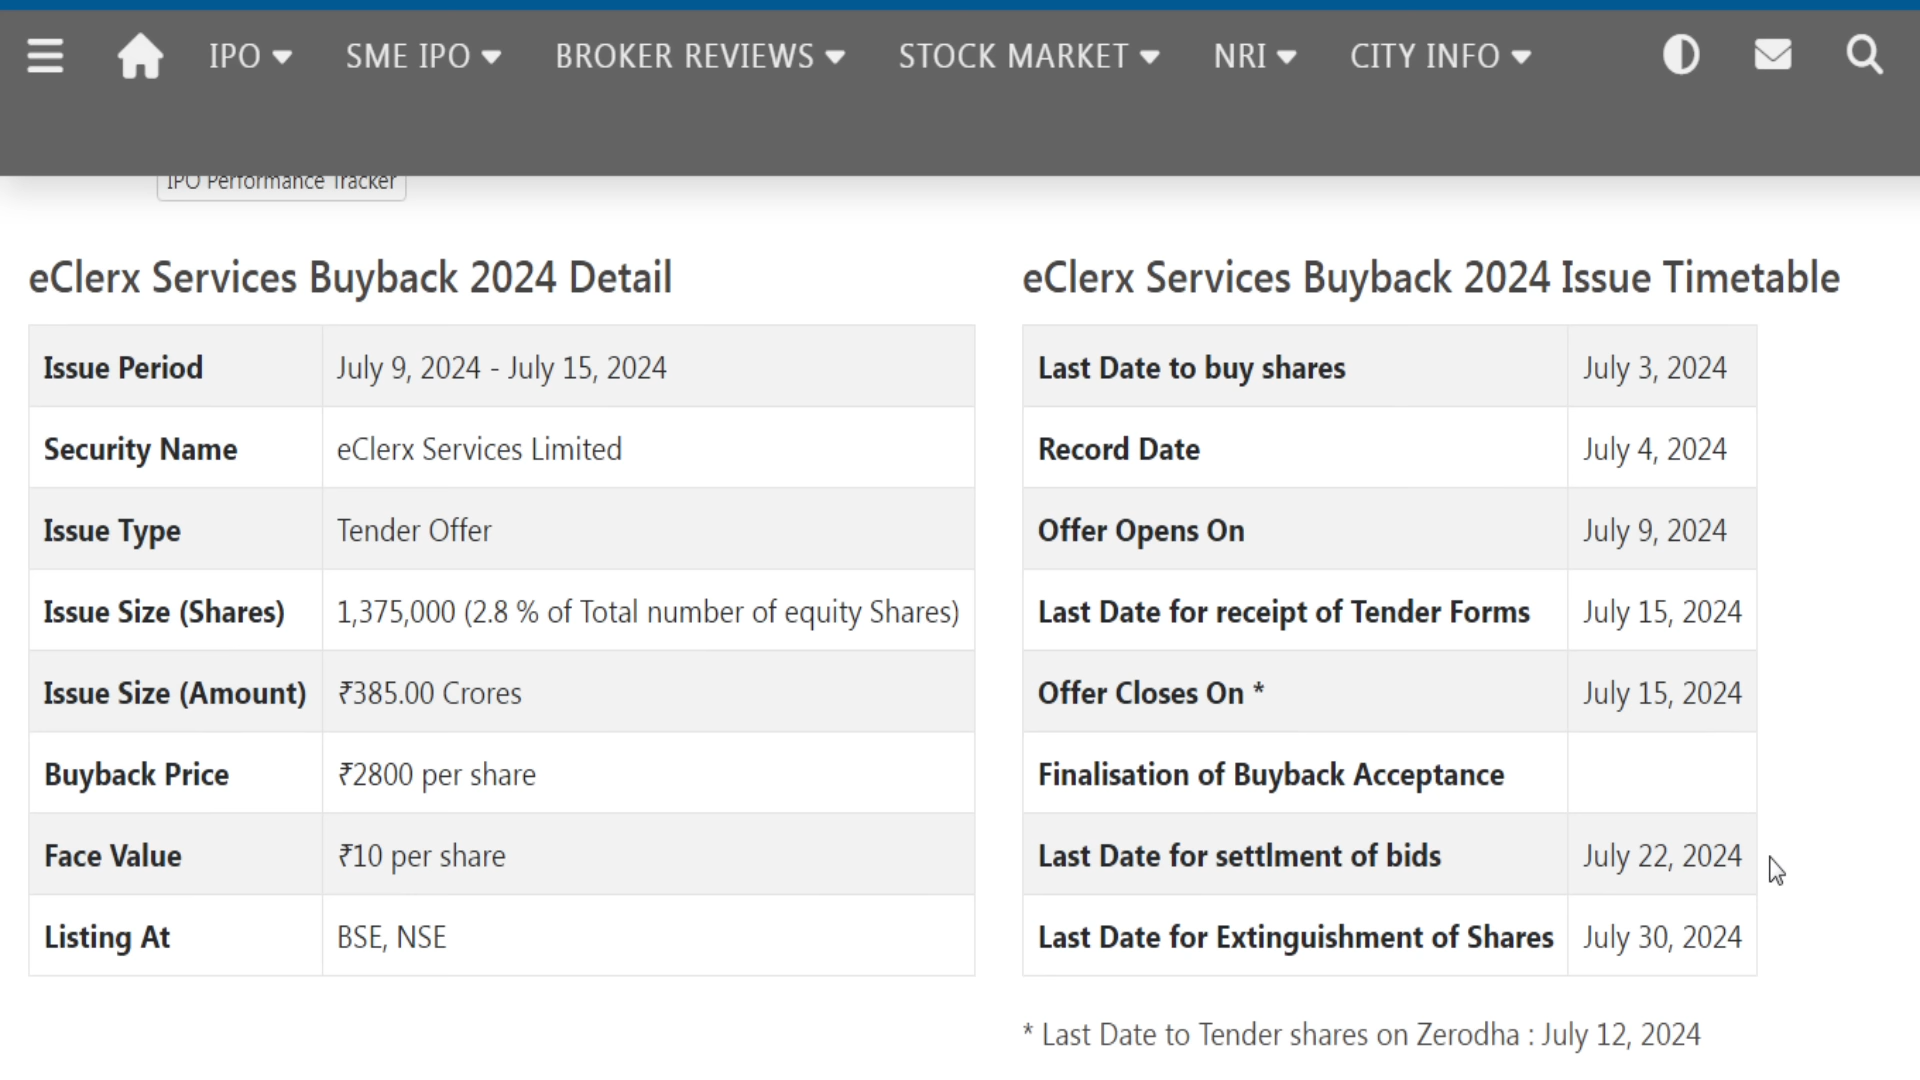 IPO SME IPO BROKER REVIEWS STOCK MARKET NRI CITY INFO
IPO Performance Tracker
eClerx Services Buyback 2024 Detail
Issue Period July 9, 2024 - July 15, 2024
Security Name eClerx Services Limited
Issue Type Tender Offer
Issue Size (Shares) 1,375,000 (2.8 % of Total number of equity Shares)
Issue Size (Amount) ₹385.00 Crores
Buyback Price ₹2800 per share
Face Value ₹10 per share
Listing At BSE, NSE
eClerx Services Buyback 2024 Issue Timetable
Last Date to buy shares July 3, 2024
Record Date July 4, 2024
Offer Opens On July 9, 2024
Last Date for receipt of Tender Forms July 15, 2024
Offer Closes On * July 15, 2024
Finalisation of Buyback Acceptance
Last Date for settlment of bids July 22, 2024
Last Date for Extinguishment of Shares July 30, 2024
* Last Date to Tender shares on Zerodha : July 12, 2024